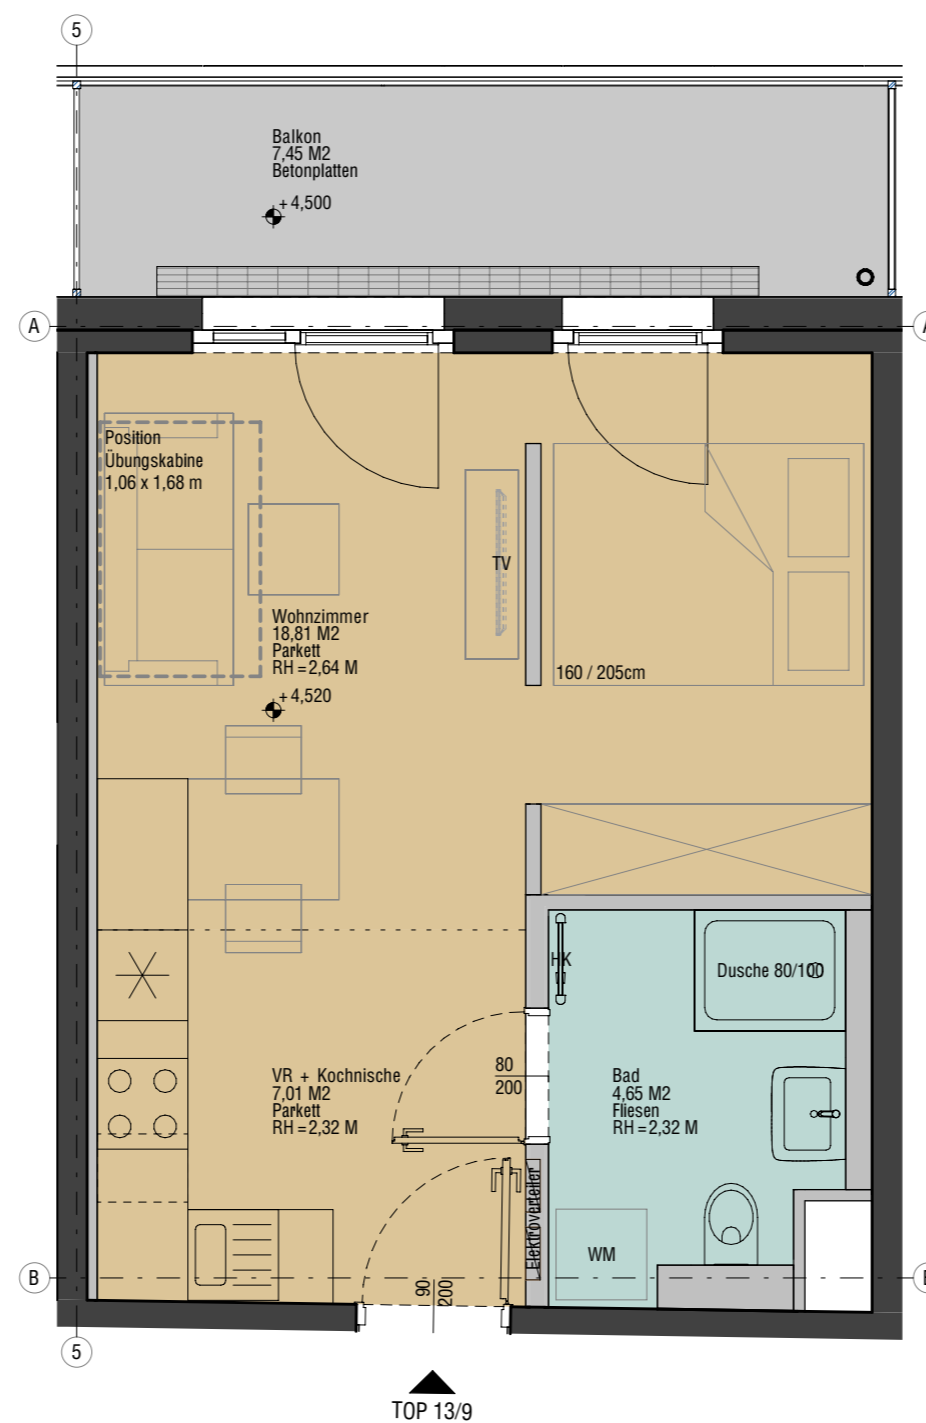 5
Balkon
7,45 M2
Betonplatten
+4,500
A
A
Position
Übungskabine
1,06 x 1,68 m
TV
Wohnzimmer
18,81 M2
Parkett
RH =2,64 M
160 / 205cm
+4,520
HK
Dusche 80/100
80
200
VR + Kochnische
7,01 M2
Parkett
RH =2,32 M
Bad
4,65 M2
Fliesen
RH =2,32 M
Elektroverteiler
WM
B
90
200
5
TOP 13/9